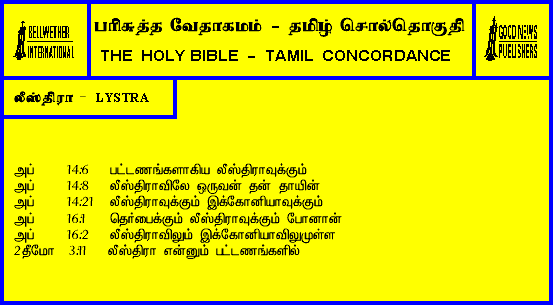 BELLWETHER INTERNATIONAL
பரிசுத்த வேதாகமம் - தமிழ் சொல்தொகுதி
THE HOLY BIBLE - TAMIL CONCORDANCE
GOOD NEWS PUBLISHERS
லீஸ்திரா - LYSTRA
அப் 14:6 பட்டணங்களாகிய லீஸ்திராவுக்கும்
அப் 14:8 லீஸ்திராவிலே ஒருவன் தன் தாயின்
அப் 14:21 லீஸ்திராவுக்கும் இக்கோனியாவுக்கும்
அப் 16:1 தெர்பைக்கும் லீஸ்திராவுக்கும் போனான்
அப் 16:2 லீஸ்திராவிலும் இக்கோனியாவிலுமுள்ள
2தீமோ 3:11 லீஸ்திரா என்னும் பட்டணங்களில்